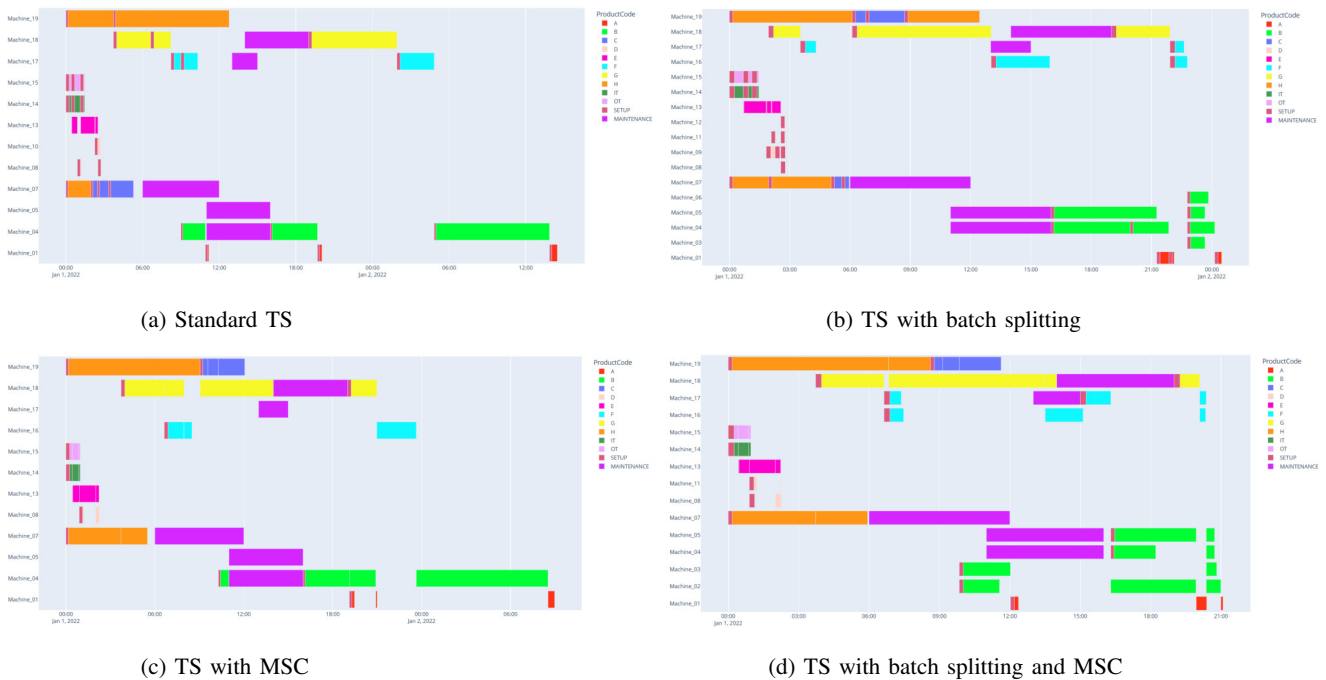 Machine_19
Machine_18
Machine_17
Machine_15
Machine_14
Machine_13
Machine_10
Machine_08
Machine_07
Machine_05
Machine_04
Machine_01
00:00 06:00 12:00 18:00 00:00 06:00 12:00
Jan 1, 2022 Jan 2, 2022
ProductCode
A
B
C
D
E
F
G
H
IT
OT
SETUP
MAINTENANCE
(a) Standard TS
Machine_19
Machine_18
Machine_17
Machine_16
Machine_15
Machine_14
Machine_13
Machine_12
Machine_11
Machine_09
Machine_08
Machine_07
Machine_06
Machine_05
Machine_04
Machine_03
Machine_01
00:00 03:00 06:00 09:00 12:00 15:00 18:00 21:00 00:00
Jan 1, 2022 Jan 2, 2022
ProductCode
A
B
C
D
E
F
G
H
IT
OT
SETUP
MAINTENANCE
(b) TS with batch splitting
Machine_19
Machine_18
Machine_17
Machine_16
Machine_15
Machine_14
Machine_13
Machine_08
Machine_07
Machine_05
Machine_04
Machine_01
00:00 06:00 12:00 18:00 00:00 06:00
Jan 1, 2022 Jan 2, 2022
ProductCode
A
B
C
D
E
F
G
H
IT
OT
SETUP
MAINTENANCE
(c) TS with MSC
Machine_19
Machine_18
Machine_17
Machine_16
Machine_15
Machine_14
Machine_13
Machine_11
Machine_08
Machine_07
Machine_05
Machine_04
Machine_03
Machine_02
Machine_01
00:00 03:00 06:00 09:00 12:00 15:00 18:00 21:00
Jan 1, 2022
ProductCode
A
B
C
D
E
F
G
H
IT
OT
SETUP
MAINTENANCE
(d) TS with batch splitting and MSC